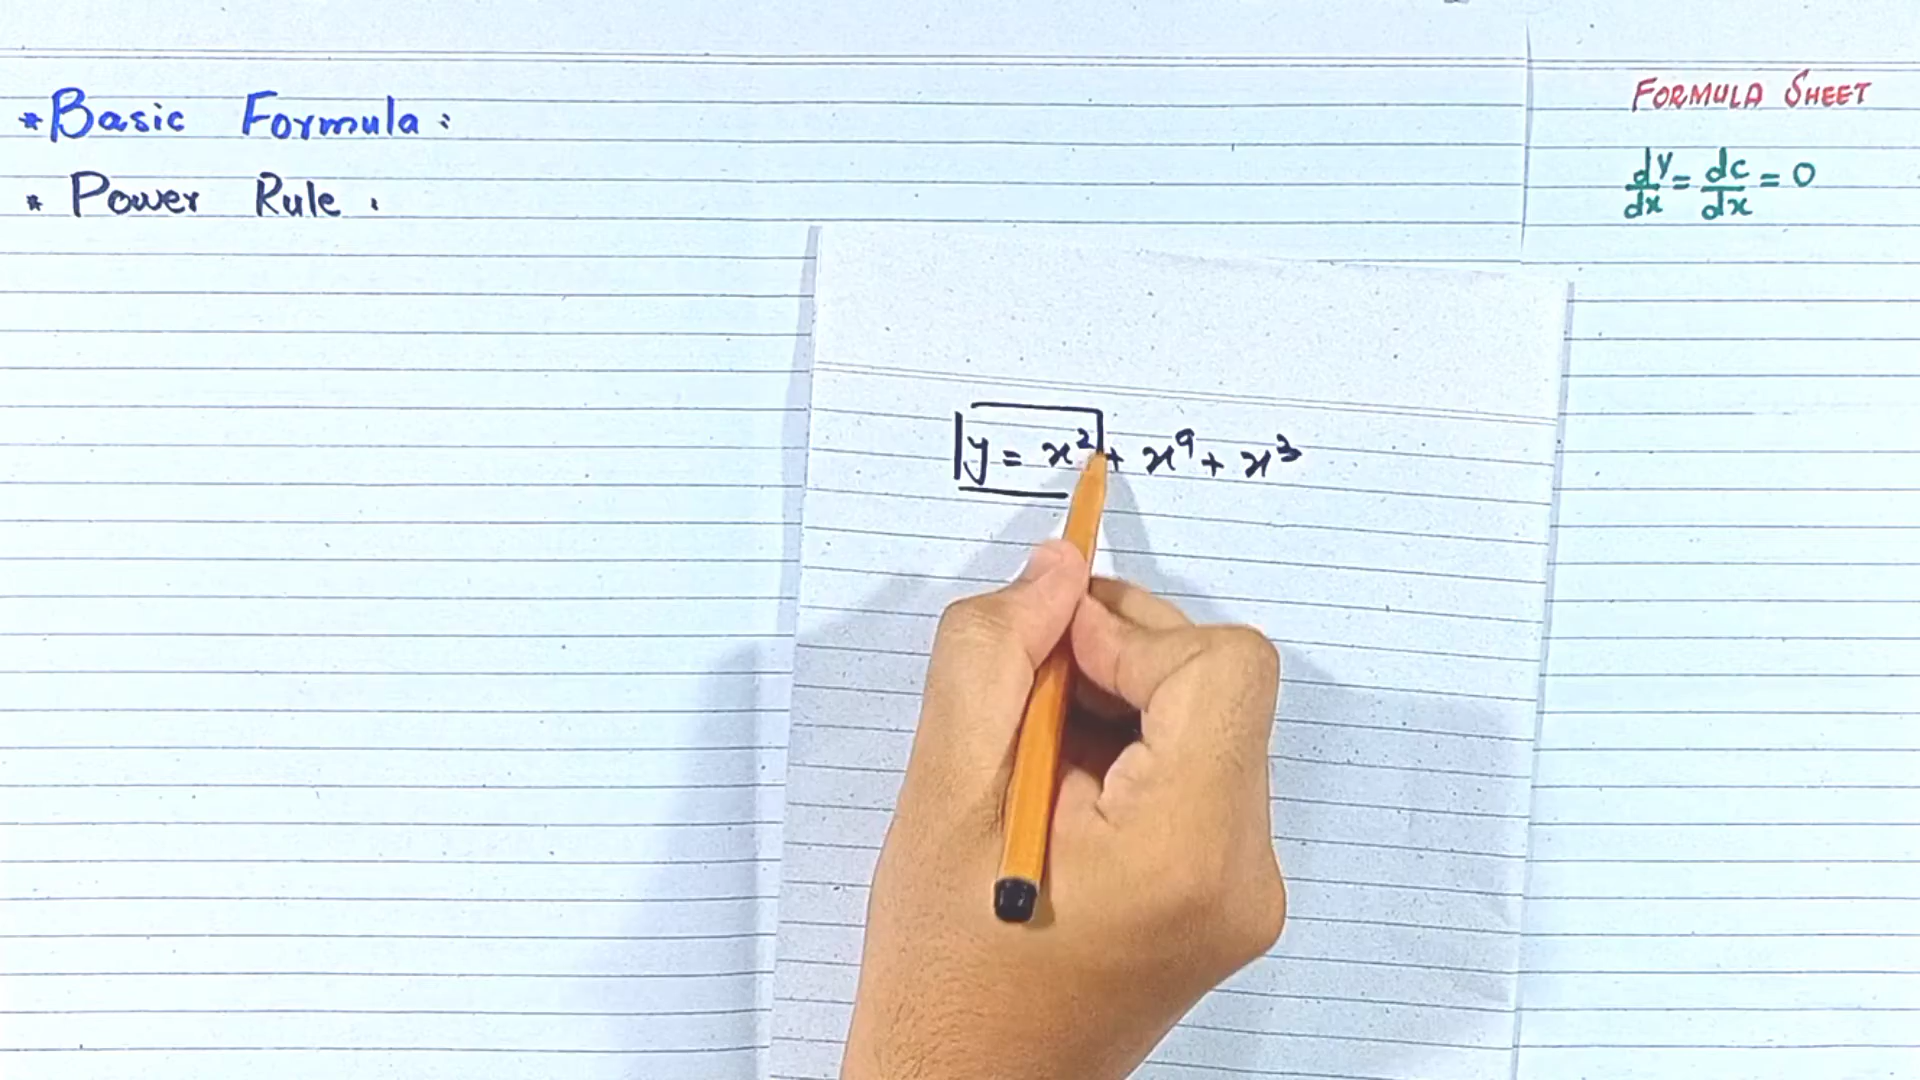 * Basic Formula:
* Power Rule.
FORMULA SHEET
dy/dx = dc/dx = 0
y = x² + x⁹ + x³